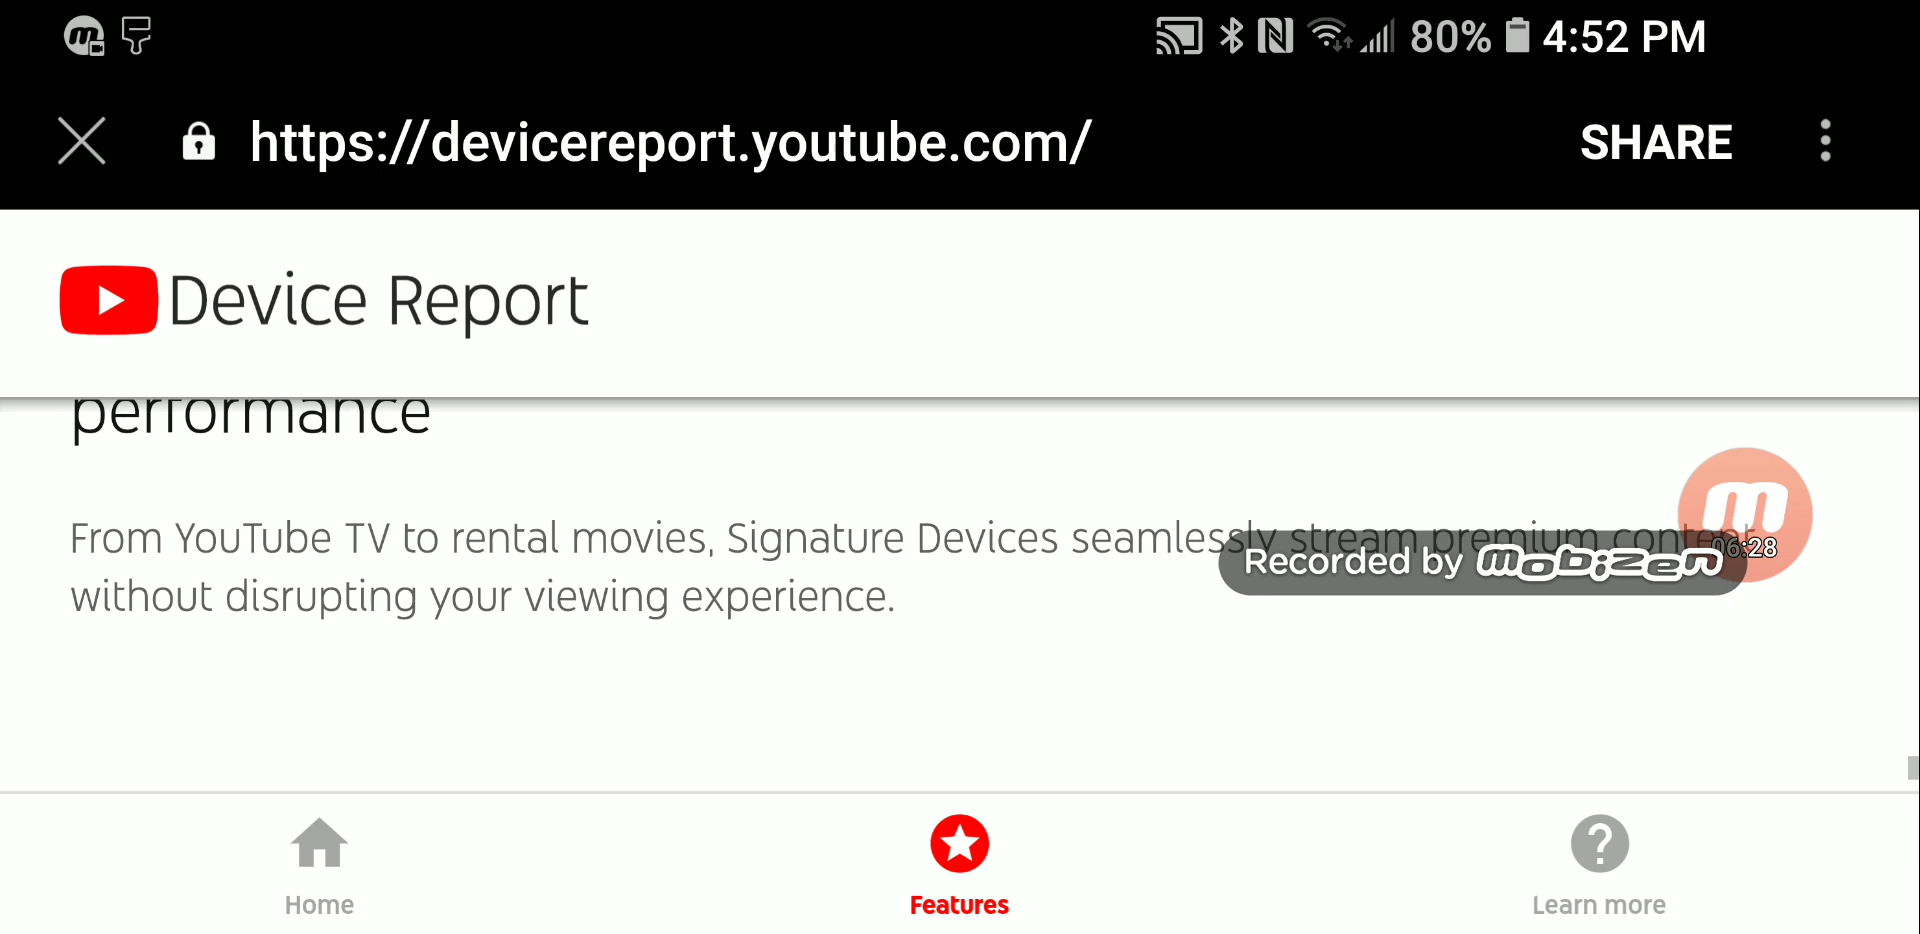 80% 4:52 PM
https://devicereport.youtube.com/ SHARE
Device Report
performance
From YouTube TV to rental movies, Signature Devices seamlessly stream premium content
without disrupting your viewing experience.
Recorded by mobizen
06:28
Home Features Learn more